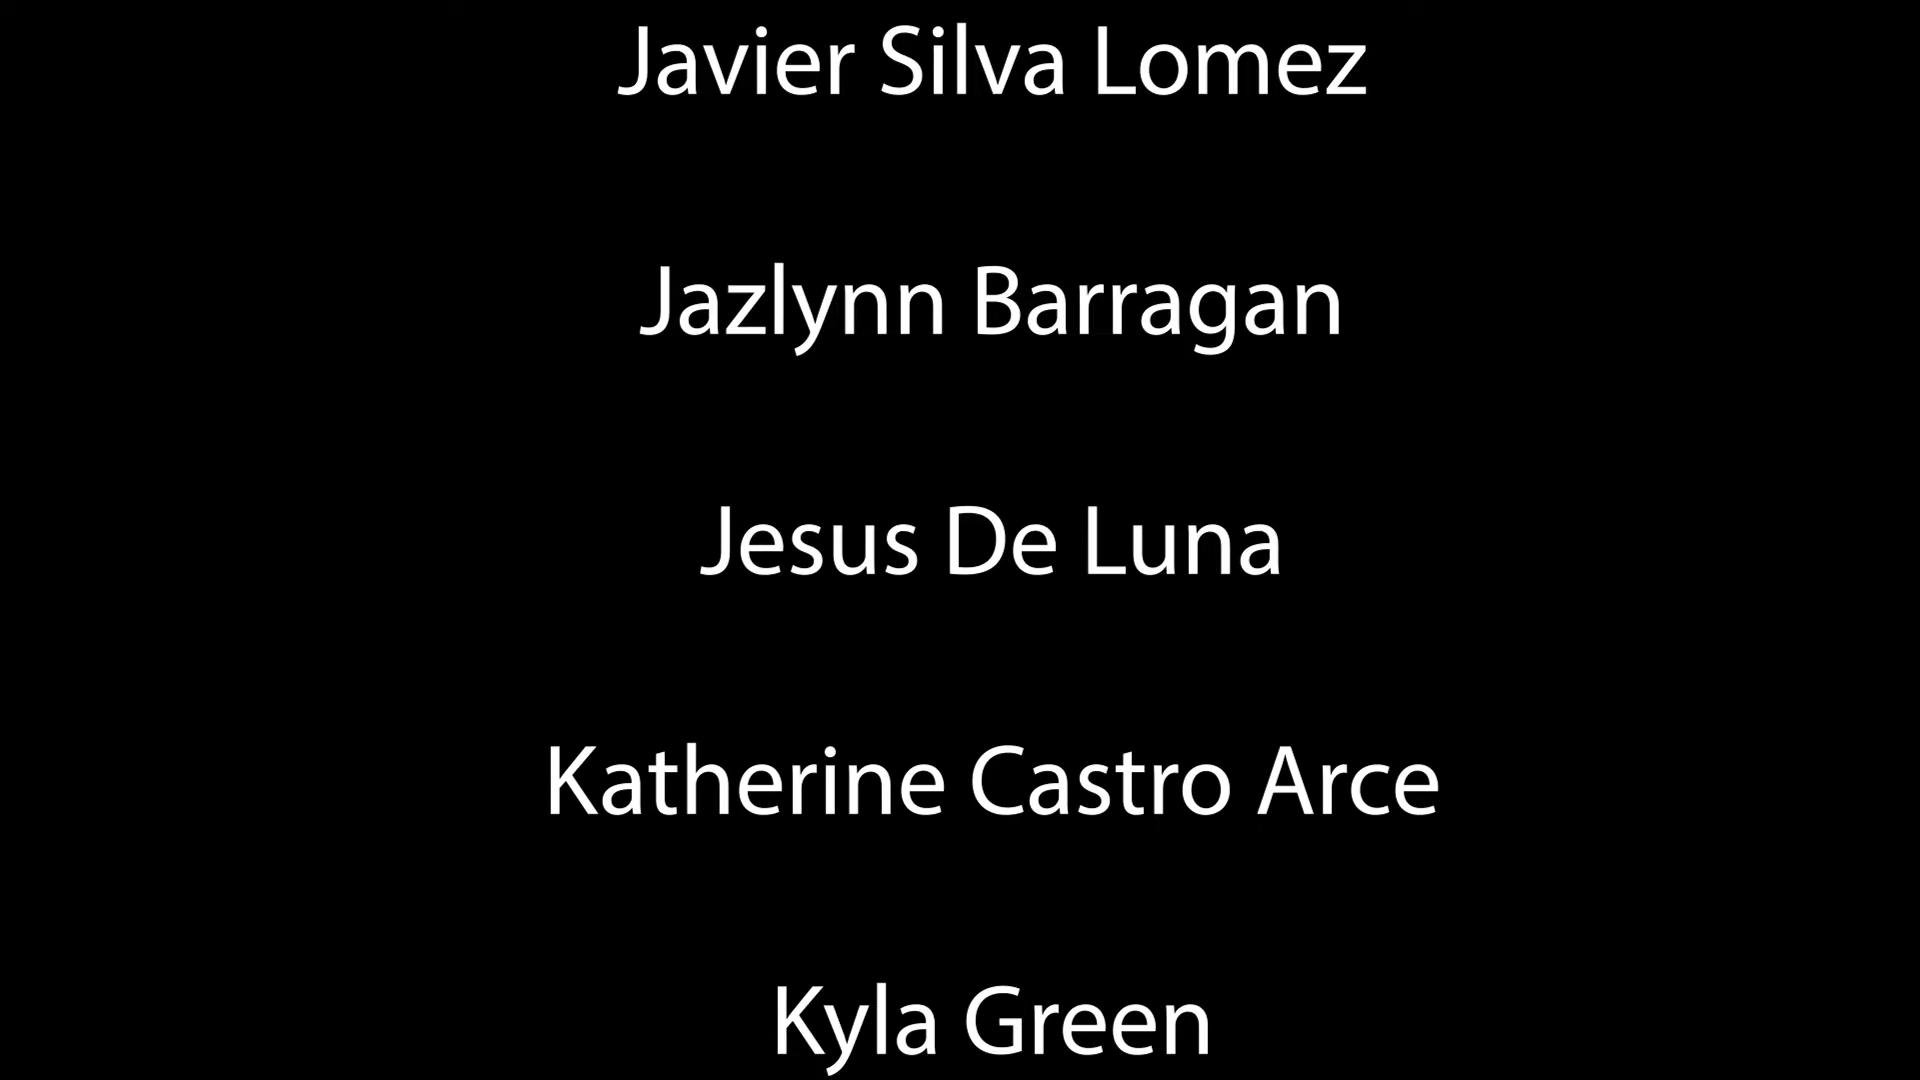 Javier Silva Lomez
Jazlynn Barragan
Jesus De Luna
Katherine Castro Arce
Kyla Green